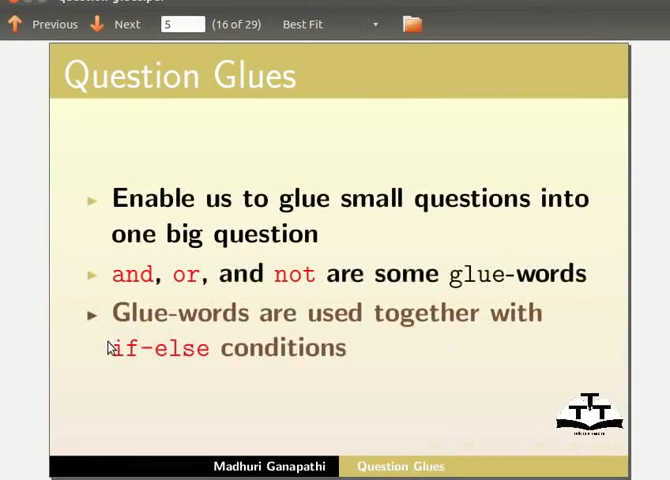 Previous Next 5 (16 of 29) Best Fit
Question Glues
Enable us to glue small questions into
one big question
and, or, and not are some glue-words
Glue-words are used together with
if-else conditions
TTT
Madhuri Ganapathi Question Glues